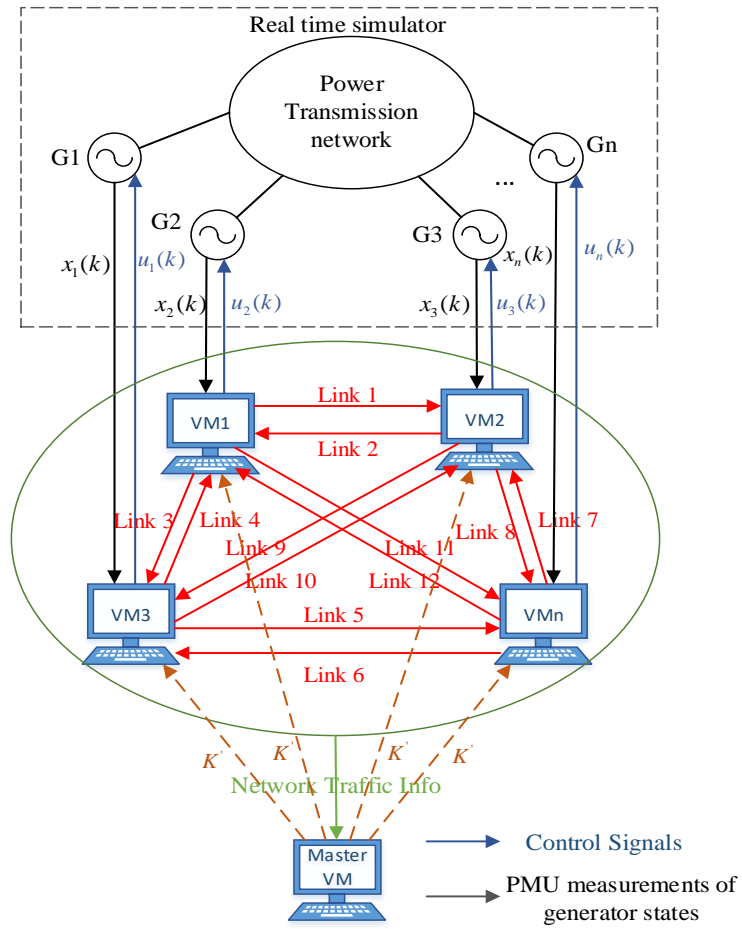 Real time simulator
Power
Transmission
network
G1
Gn
...
G2
G3
x₁(k)
u₁(k)
x₂(k)
u₂(k)
x₃(k)
u₃(k)
xₙ(k)
uₙ(k)
VM1
Link 1
VM2
Link 2
Link 3
Link 4
Link 9
Link 11
Link 8
Link 7
Link 10
Link 12
VM3
Link 5
VMn
Link 6
K'
K'
K'
K'
Network Traffic Info
Master
VM
Control Signals
PMU measurements of
generator states